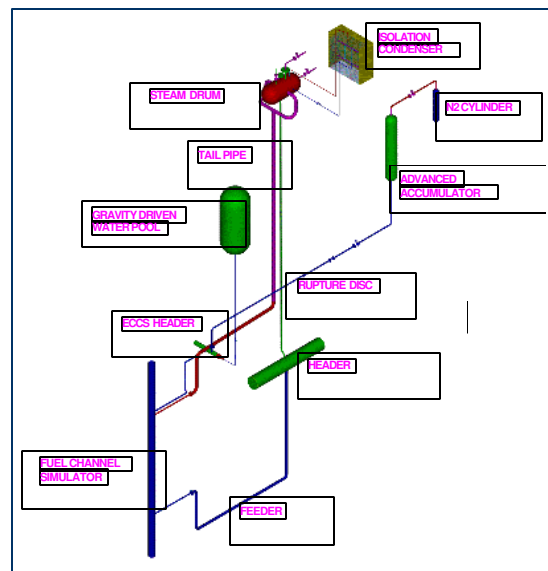 ISOLATION
CONDENSER
STEAM DRUM
N2 CYLINDER
TAIL PIPE
ADVANCED
ACCUMULATOR
GRAVITY DRIVEN
WATER POOL
RUPTURE DISC
ECCS HEADER
HEADER
FUEL CHANNEL
SIMULATOR
FEEDER